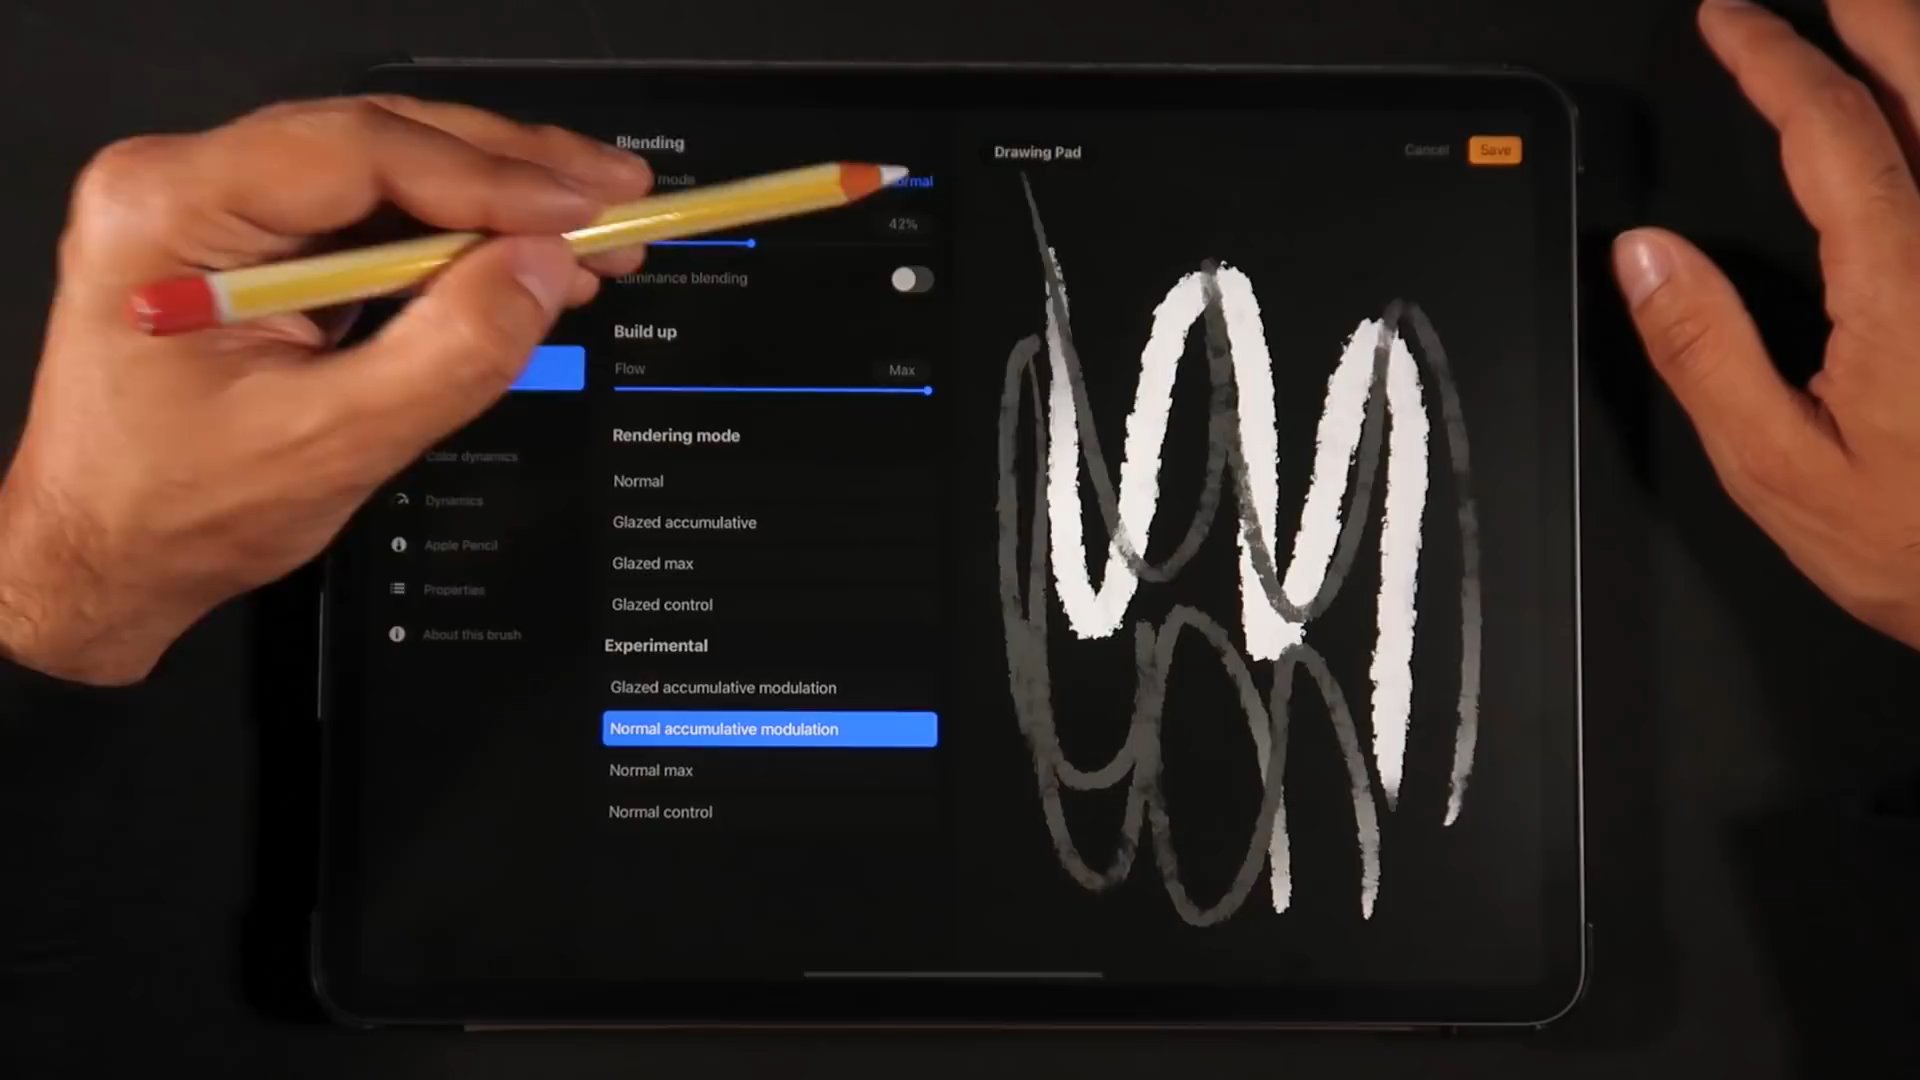 Blending
mode
42%
Luminance blending
Build up
Flow
Max
Rendering mode
Normal
Glazed accumulative
Glazed max
Glazed control
Experimental
Glazed accumulative modulation
Normal accumulative modulation
Normal max
Normal control
Color dynamics
Dynamics
Apple Pencil
Properties
About this brush
Drawing Pad
Cancel
Save